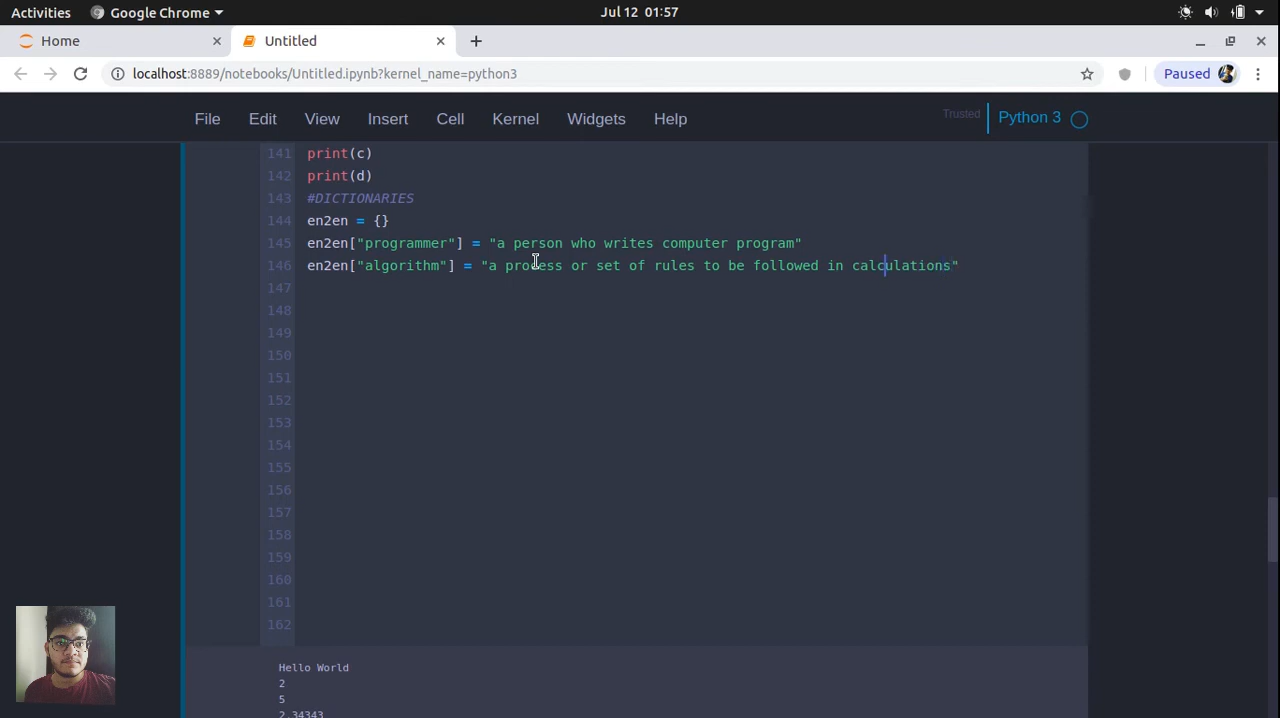 Activities Google Chrome Jul 12 01:57
Home Untitled
localhost:8889/notebooks/Untitled.ipynb?kernel_name=python3 Paused
File Edit View Insert Cell Kernel Widgets Help Trusted Python 3
141 print(c)
142 print(d)
143 #DICTIONARIES
144 en2en = {}
145 en2en["programmer"] = "a person who writes computer program"
146 en2en["algorithm"] = "a process or set of rules to be followed in calculations"
147
148
149
150
151
152
153
154
155
156
157
158
159
160
161
162
Hello World
2
5
2.34343